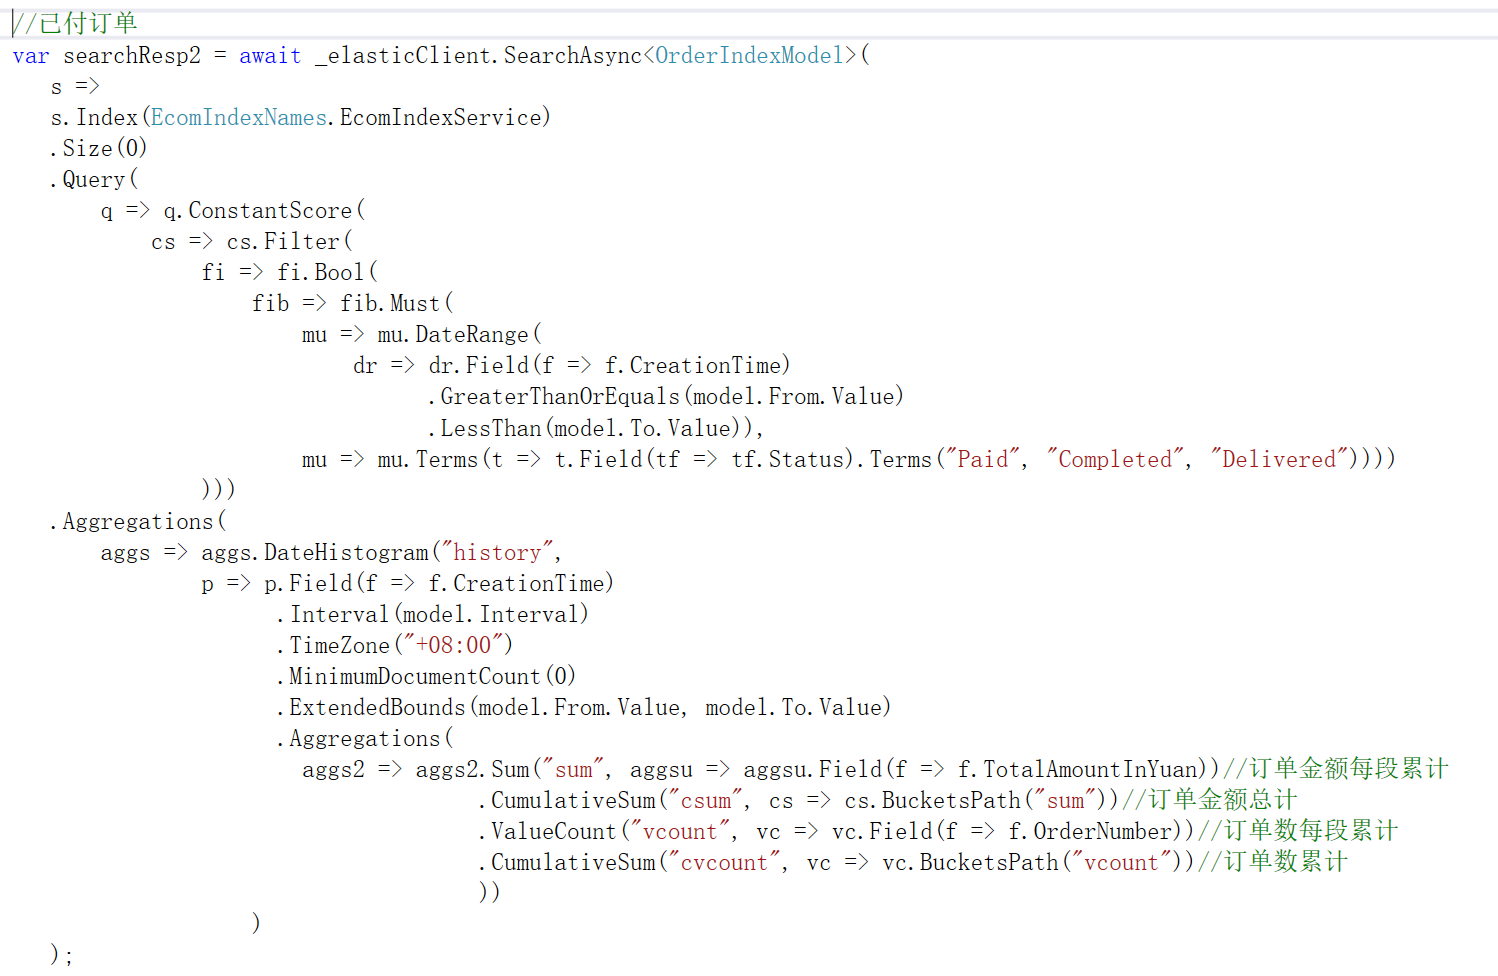 //已付订单
var searchResp2 = await _elasticClient.SearchAsync<OrderIndexModel>(
s =>
s.Index(EcomIndexNames.EcomIndexService)
.Size(0)
.Query(
q => q.ConstantScore(
cs => cs.Filter(
fi => fi.Bool(
fib => fib.Must(
mu => mu.DateRange(
dr => dr.Field(f => f.CreationTime)
.GreaterThanOrEquals(model.From.Value)
.LessThan(model.To.Value)),
mu => mu.Terms(t => t.Field(tf => tf.Status).Terms("Paid", "Completed", "Delivered"))))
)))
.Aggregations(
aggs => aggs.DateHistogram("history",
p => p.Field(f => f.CreationTime)
.Interval(model.Interval)
.TimeZone("+08:00")
.MinimumDocumentCount(0)
.ExtendedBounds(model.From.Value, model.To.Value)
.Aggregations(
aggs2 => aggs2.Sum("sum", aggsu => aggsu.Field(f => f.TotalAmountInYuan))//订单金额每段累计
.CumulativeSum("csum", cs => cs.BucketsPath("sum"))//订单金额总计
.ValueCount("vcount", vc => vc.Field(f => f.OrderNumber))//订单数每段累计
.CumulativeSum("cvcount", vc => vc.BucketsPath("vcount"))//订单数累计
))
)
);